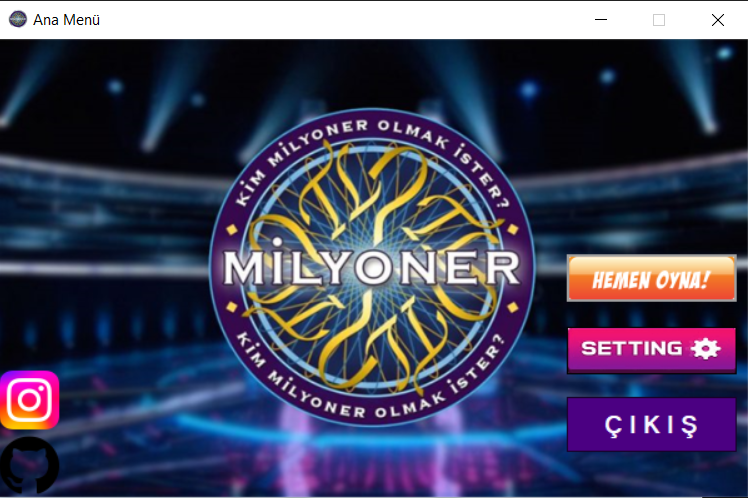 Ana Menü
KİM MİLYONER OLMAK İSTER?
MİLYONER
KİM MİLYONER OLMAK İSTER?
HEMEN OYNA!
SETTING
ÇIKIŞ